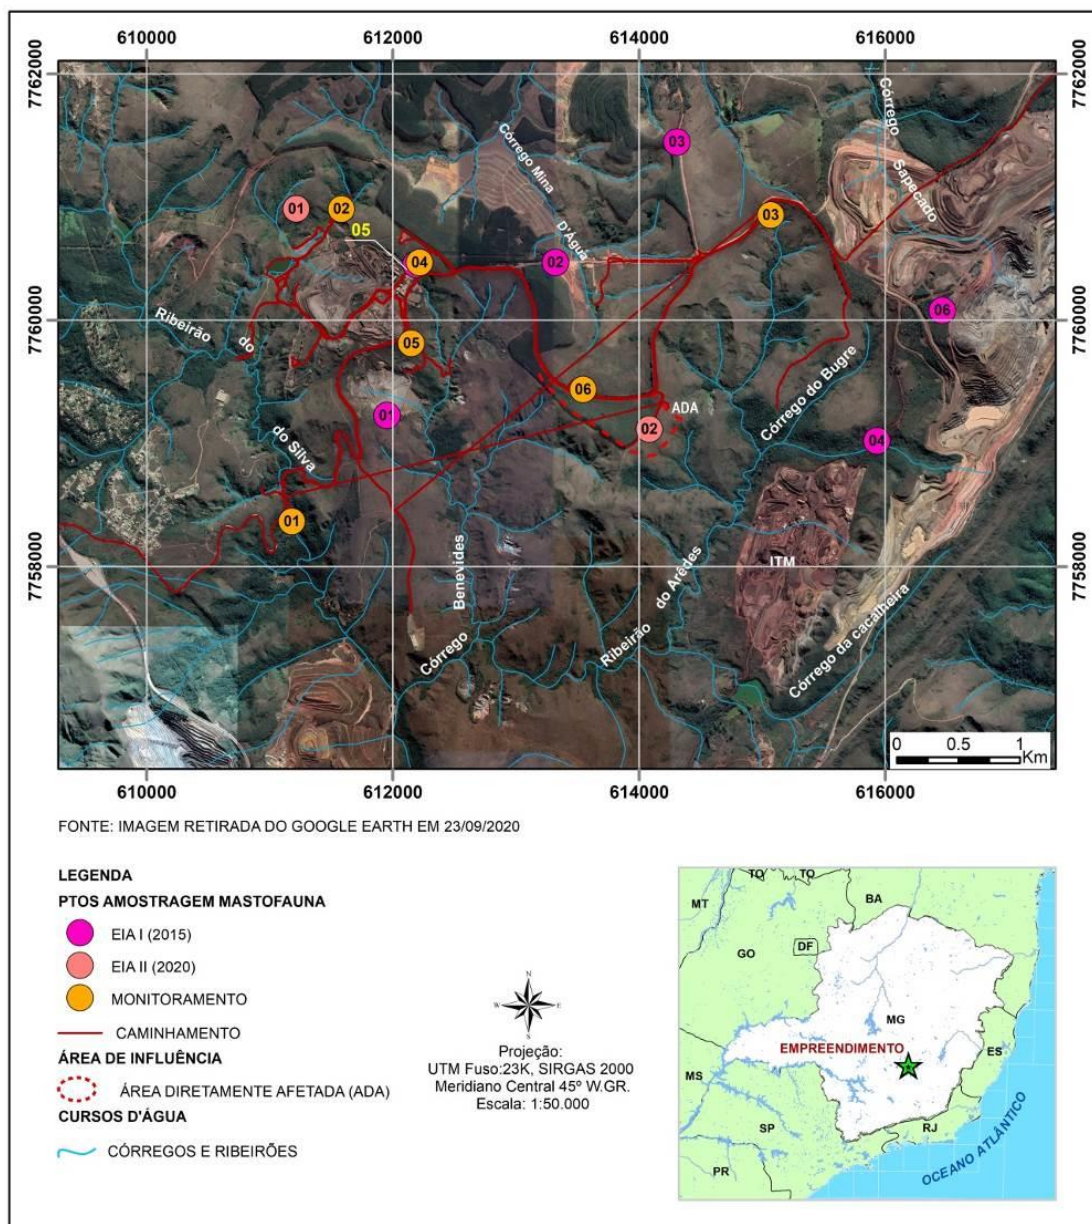 610000
612000
614000
616000
7762000
7762000
03
Córrego
Sapecado
Córrego Mina
D'Água
01
02
05
03
04
02
06
7760000
7760000
Ribeirão
do
do Silva
05
06
ADA
Córrego do Bugre
01
02
04
01
7758000
7758000
Benevides
Córrego
Ribeirão
do Arêdes
ITM
Córrego da cacalheira
0 0.5 1
Km
610000
612000
614000
616000
FONTE: IMAGEM RETIRADA DO GOOGLE EARTH EM 23/09/2020
LEGENDA
PTOS AMOSTRAGEM MASTOFAUNA
EIA I (2015)
EIA II (2020)
MONITORAMENTO
CAMINHAMENTO
ÁREA DE INFLUÊNCIA
ÁREA DIRETAMENTE AFETADA (ADA)
CURSOS D'ÁGUA
CÓRREGOS E RIBEIRÕES
N
W
E
S
Projeção:
UTM Fuso:23K, SIRGAS 2000
Meridiano Central 45º W.GR.
Escala: 1:50.000
TO
TO
BA
MT
GO
DF
MG
EMPREENDIMENTO
ES
MS
SP
RJ
PR
OCEANO ATLÂNTICO